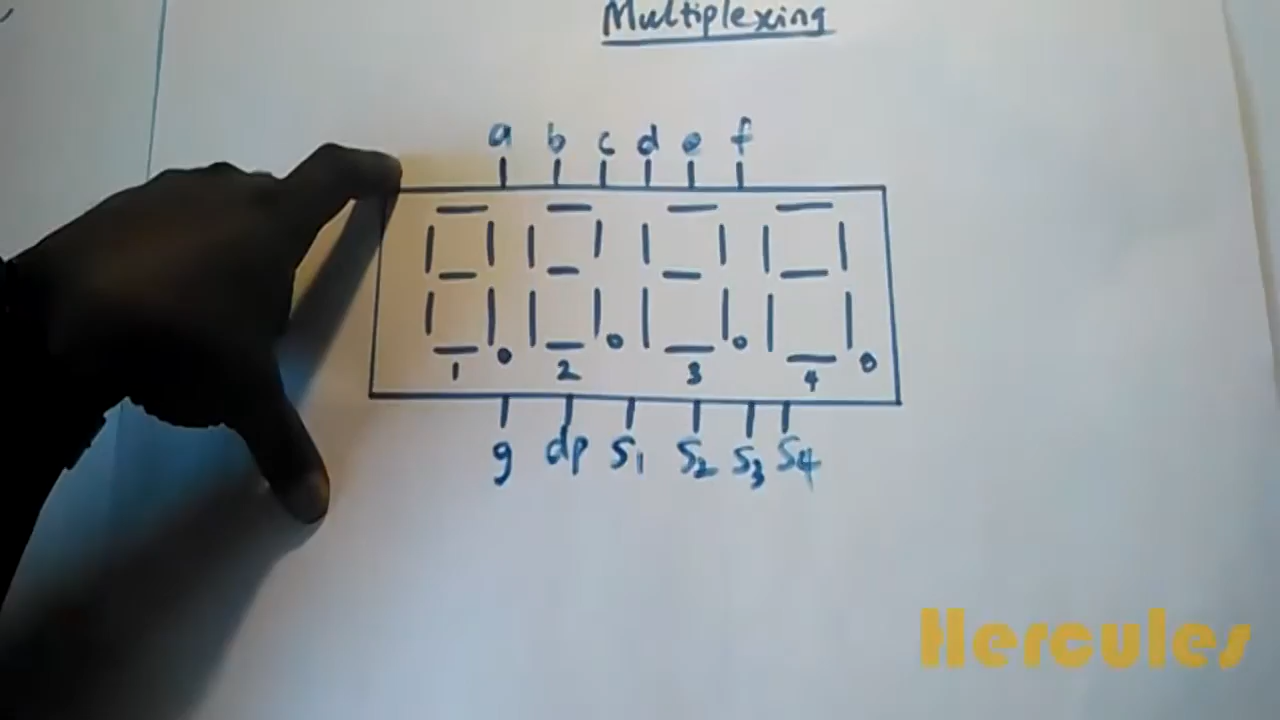 Multiplexing
a b c d e f
1 2 3 4
g dp S1 S2 S3 S4
Hercules